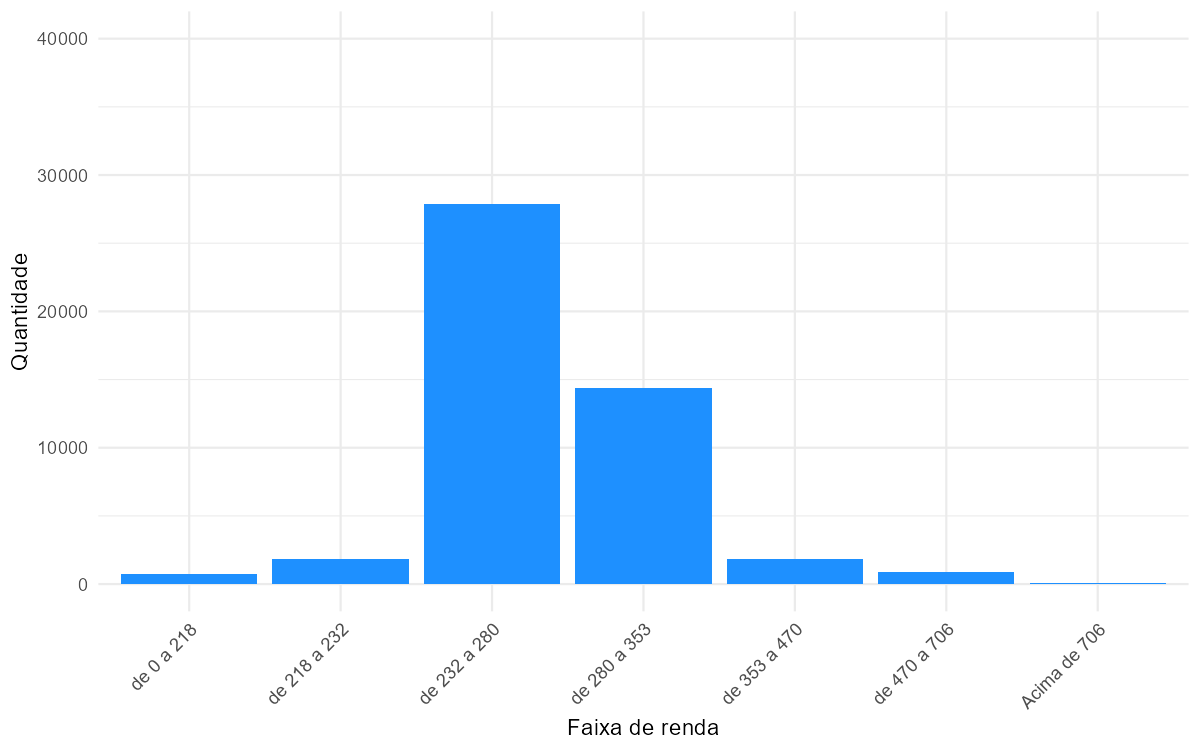 40000
30000
20000
10000
0
Quantidade
de 0 a 218
de 218 a 232
de 232 a 280
de 280 a 353
de 353 a 470
de 470 a 706
Acima de 706
Faixa de renda